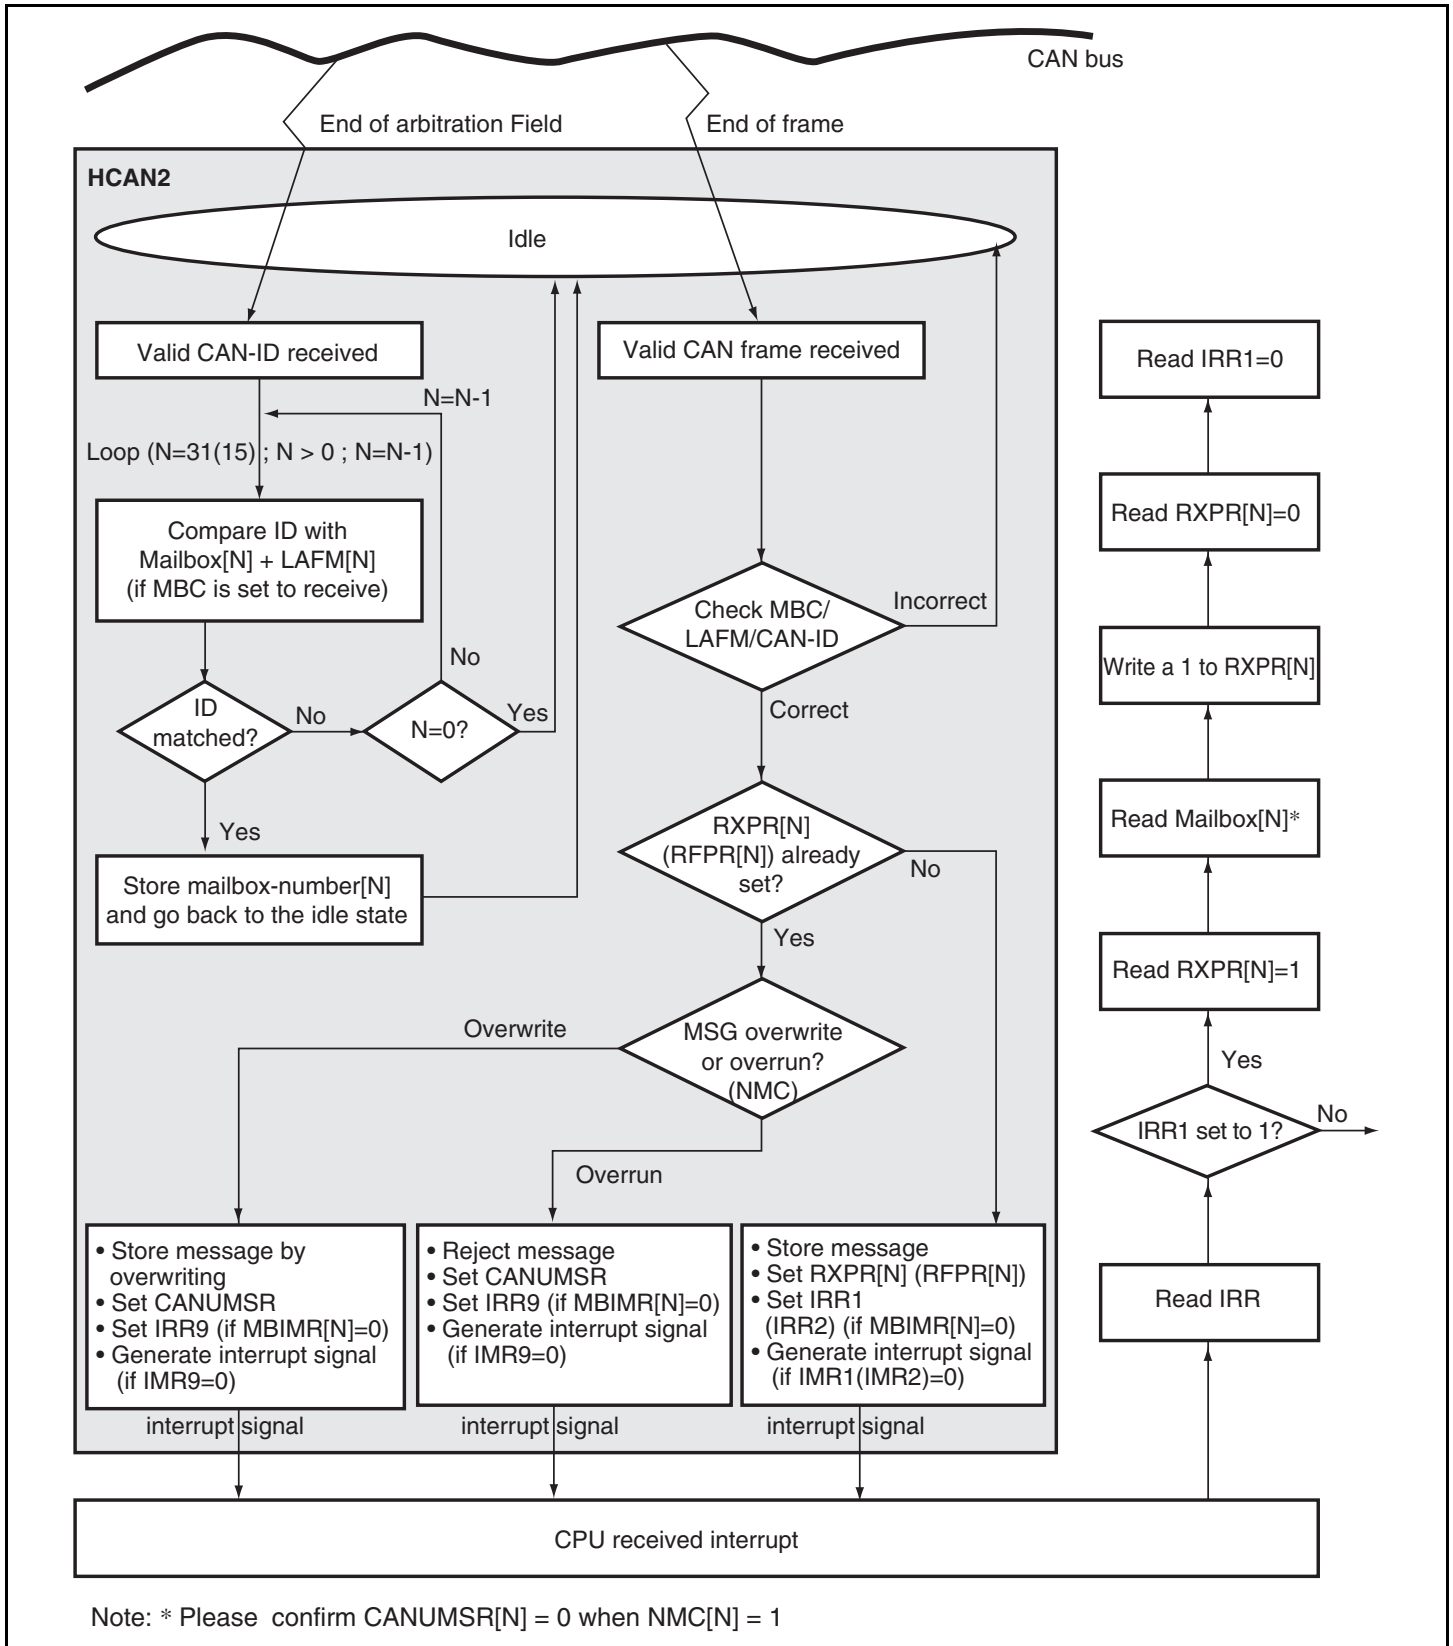 CAN bus
End of arbitration Field
End of frame
HCAN2
Idle
Valid CAN-ID received
N=N-1
Loop (N=31(15) ; N > 0 ; N=N-1)
Compare ID with
Mailbox[N] + LAFM[N]
(if MBC is set to receive)
ID
matched?
No
N=0?
No
Yes
Yes
Store mailbox-number[N]
and go back to the idle state
Valid CAN frame received
Check MBC/
LAFM/CAN-ID
Incorrect
Correct
RXPR[N]
(RFPR[N]) already
set?
No
Yes
MSG overwrite
or overrun?
(NMC)
Overwrite
Overrun
• Store message by
overwriting
• Set CANUMSR
• Set IRR9 (if MBIMR[N]=0)
• Generate interrupt signal
(if IMR9=0)
• Reject message
• Set CANUMSR
• Set IRR9 (if MBIMR[N]=0)
• Generate interrupt signal
(if IMR9=0)
• Store message
• Set RXPR[N] (RFPR[N])
• Set IRR1
(IRR2) (if MBIMR[N]=0)
• Generate interrupt signal
(if IMR1(IMR2)=0)
interrupt signal
interrupt signal
interrupt signal
CPU received interrupt
Read IRR1=0
Read RXPR[N]=0
Write a 1 to RXPR[N]
Read Mailbox[N]*
Read RXPR[N]=1
Yes
IRR1 set to 1?
No
Read IRR
Note: * Please confirm CANUMSR[N] = 0 when NMC[N] = 1